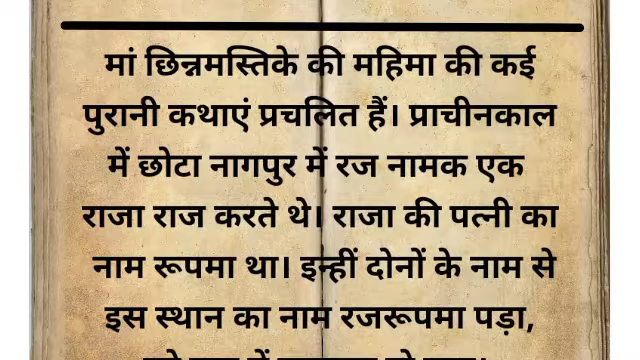 मां छिन्नमस्तिके की महिमा की कई
पुरानी कथाएं प्रचलित हैं। प्राचीनकाल
में छोटा नागपुर में रज नामक एक
राजा राज करते थे। राजा की पत्नी का
नाम रूपमा था। इन्हीं दोनों के नाम से
इस स्थान का नाम रजरूपमा पड़ा,